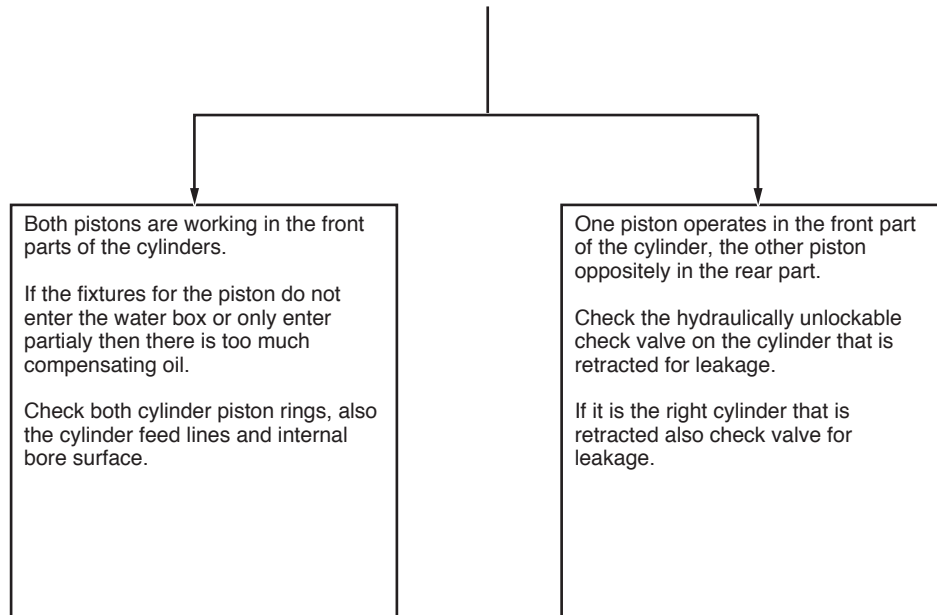 Both pistons are working in the front
parts of the cylinders.
If the fixtures for the piston do not
enter the water box or only enter
partialy then there is too much
compensating oil.
Check both cylinder piston rings, also
the cylinder feed lines and internal
bore surface.
One piston operates in the front part
of the cylinder, the other piston
oppositely in the rear part.
Check the hydraulically unlockable
check valve on the cylinder that is
retracted for leakage.
If it is the right cylinder that is
retracted also check valve for
leakage.